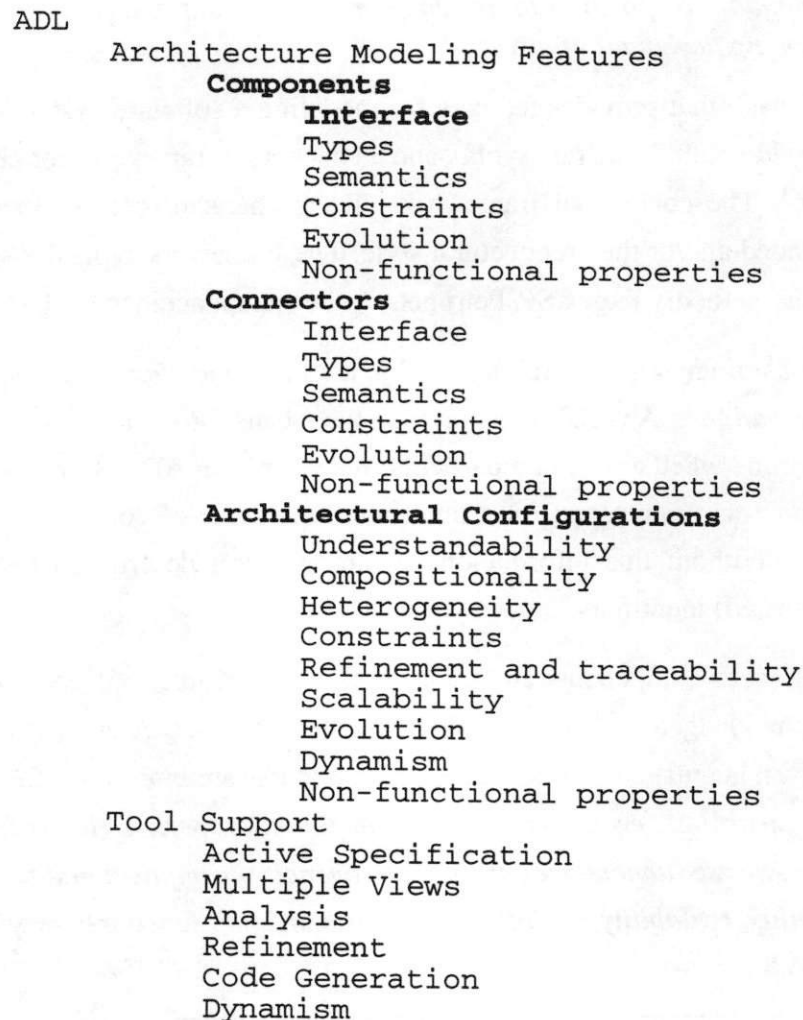 ADL
Architecture Modeling Features
Components
Interface
Types
Semantics
Constraints
Evolution
Non-functional properties
Connectors
Interface
Types
Semantics
Constraints
Evolution
Non-functional properties
Architectural Configurations
Understandability
Compositionality
Heterogeneity
Constraints
Refinement and traceability
Scalability
Evolution
Dynamism
Non-functional properties
Tool Support
Active Specification
Multiple Views
Analysis
Refinement
Code Generation
Dynamism